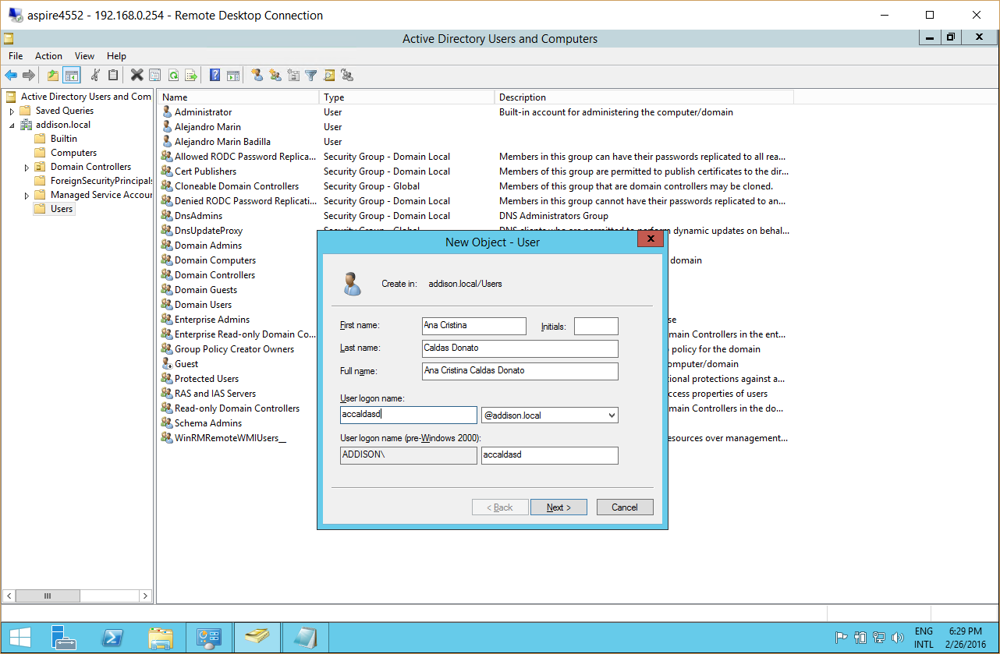 aspire4552 - 192.168.0.254 - Remote Desktop Connection
Active Directory Users and Computers
File Action View Help
Active Directory Users and Com
Saved Queries
addison.local
Builtin
Computers
Domain Controllers
ForeignSecurityPrincipals
Managed Service Accour
Users
Name Type Description
Administrator User Built-in account for administering the computer/domain
Alejandro Marin User
Alejandro Marin Badilla User
Allowed RODC Password Replica... Security Group - Domain Local Members in this group can have their passwords replicated to all rea...
Cert Publishers Security Group - Domain Local Members of this group are permitted to publish certificates to the dir...
Cloneable Domain Controllers Security Group - Global Members of this group that are domain controllers may be cloned.
Denied RODC Password Replicati... Security Group - Domain Local Members in this group cannot have their passwords replicated to an...
DnsAdmins Security Group - Domain Local DNS Administrators Group
DnsUpdateProxy Security Group - Global DNS clients who are permitted to perform dynamic updates on behal...
Domain Admins
Domain Computers domain
Domain Controllers
Domain Guests
Domain Users
Enterprise Admins se
Enterprise Read-only Domain Co... main Controllers in the ent...
Group Policy Creator Owners policy for the domain
Guest omputer/domain
Protected Users ional protections against a...
RAS and IAS Servers ccess properties of users
Read-only Domain Controllers main Controllers in the do...
Schema Admins
WinRMRemoteWMIUsers__ esources over management...
New Object - User
Create in: addison.local/Users
First name: Ana Cristina Initials:
Last name: Caldas Donato
Full name: Ana Cristina Caldas Donato
User logon name:
accaldasd @addison.local
User logon name (pre-Windows 2000):
ADDISON\ accaldasd
< Back Next > Cancel
ENG 6:29 PM
INTL 2/26/2016